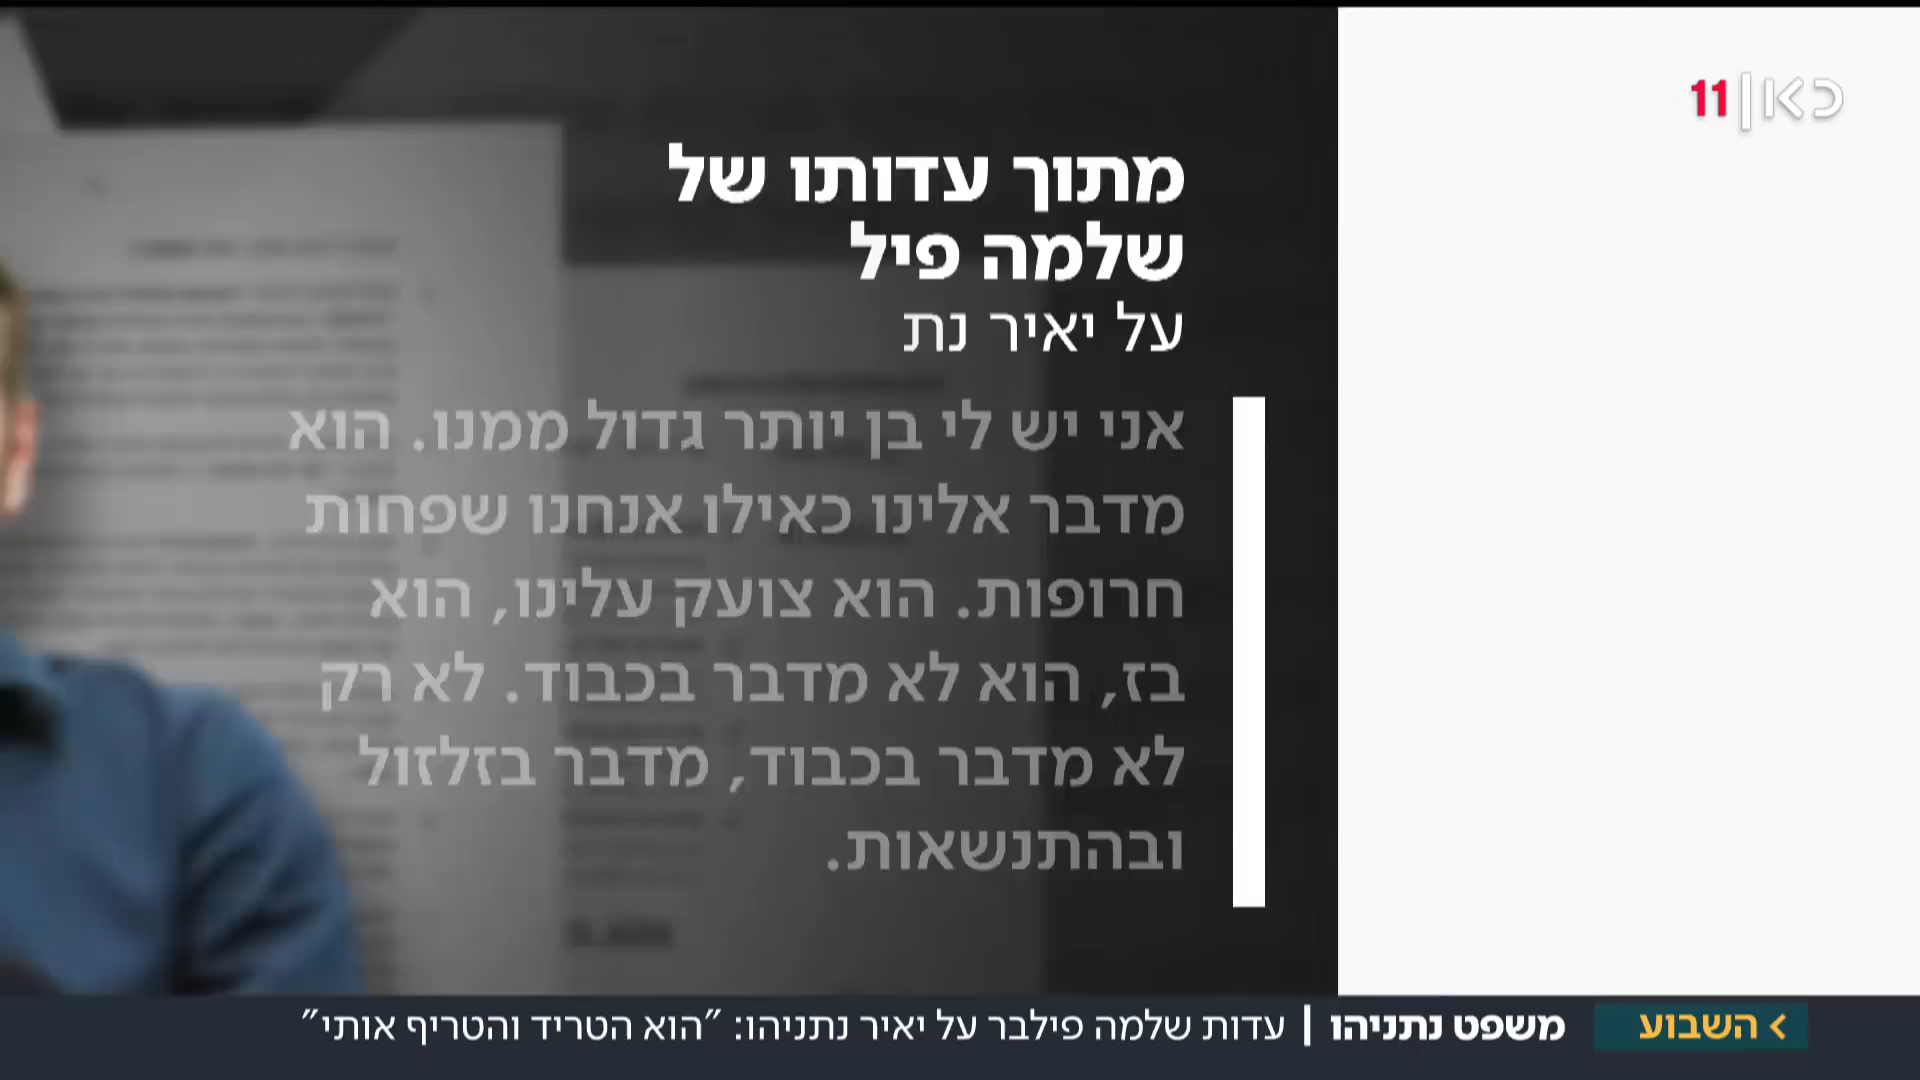 כאן 11
מתוך עדותו של
שלמה פיל
על יאיר נת
אני יש לי בן יותר גדול ממנו. הוא
מדבר אלינו כאילו אנחנו שפחות
חרופות. הוא צועק עלינו, הוא
בז, הוא לא מדבר בכבוד. לא רק
לא מדבר בכבוד, מדבר בזלזול
ובהתנשאות.
השבוע משפט נתניהו | עדות שלמה פילבר על יאיר נתניהו: "הוא הטריד והטריף אותי"